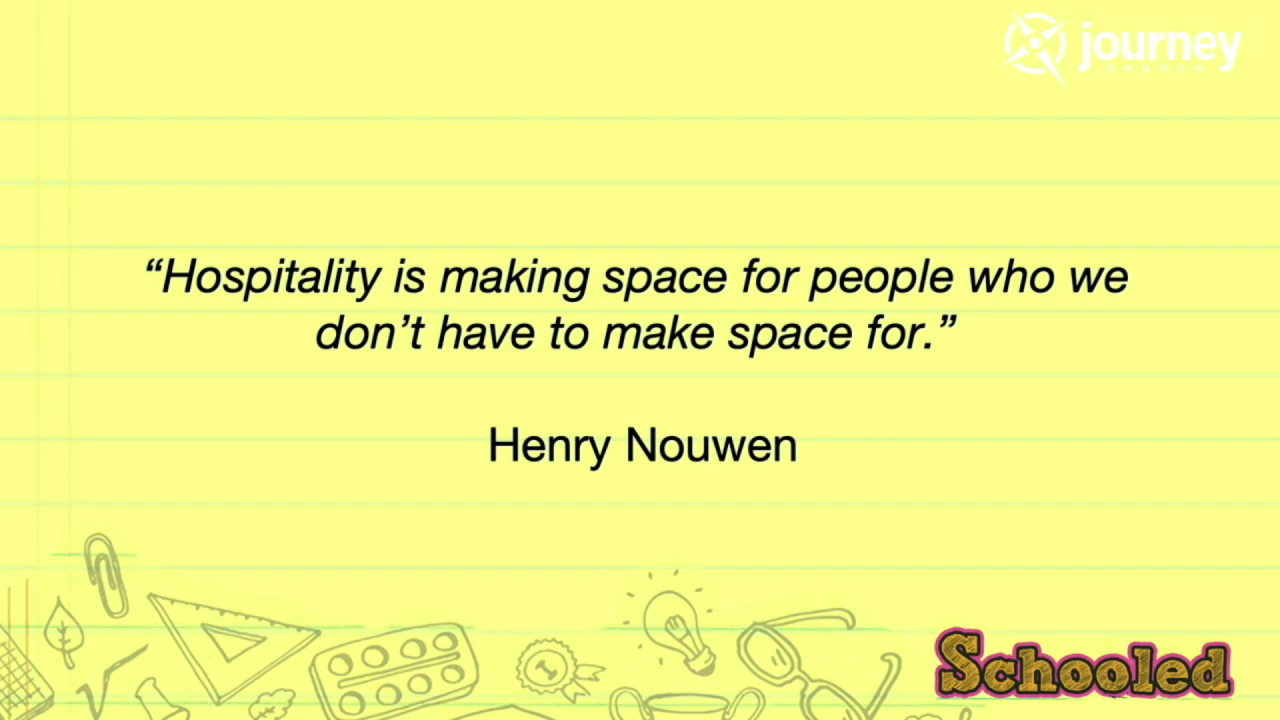 journey
“Hospitality is making space for people who we
don’t have to make space for.”
Henry Nouwen
Schooled